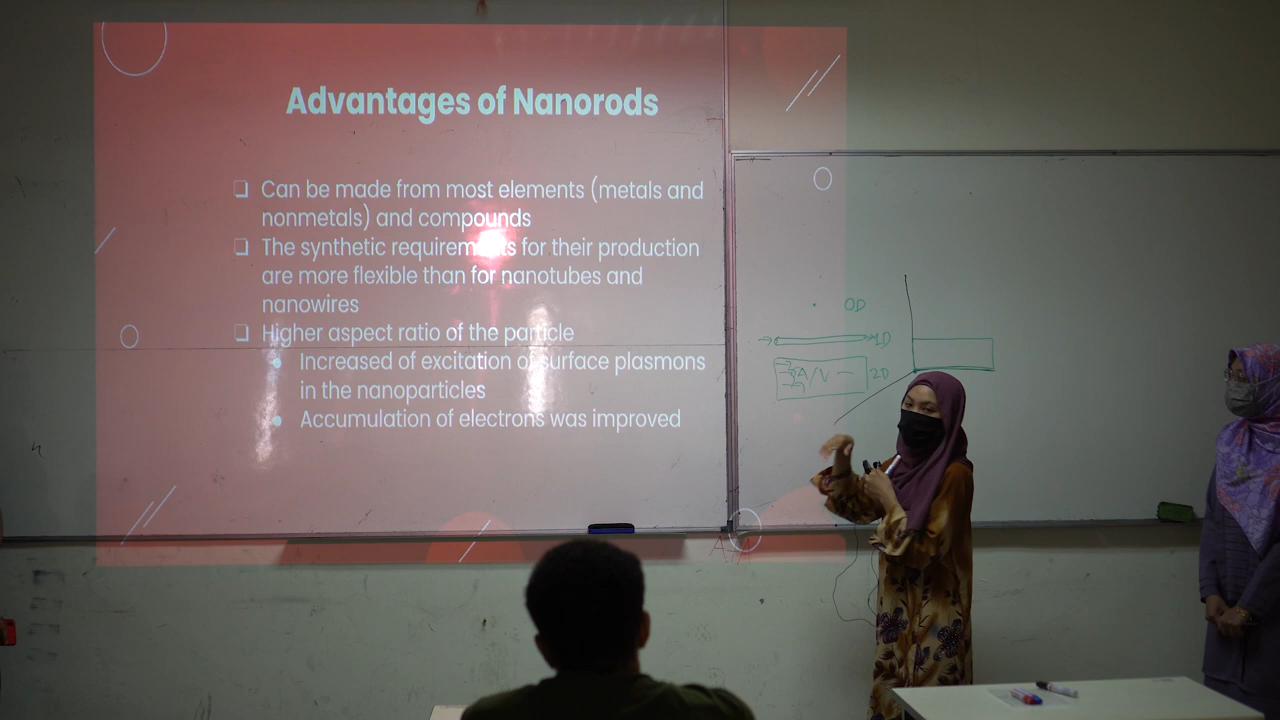 Advantages of Nanorods
❑ Can be made from most elements (metals and
nonmetals) and compounds
❑ The synthetic requirements for their production
are more flexible than for nanotubes and
nanowires
❑ Higher aspect ratio of the particle
● Increased of excitation of surface plasmons
in the nanoparticles
● Accumulation of electrons was improved
0D
1D
2D